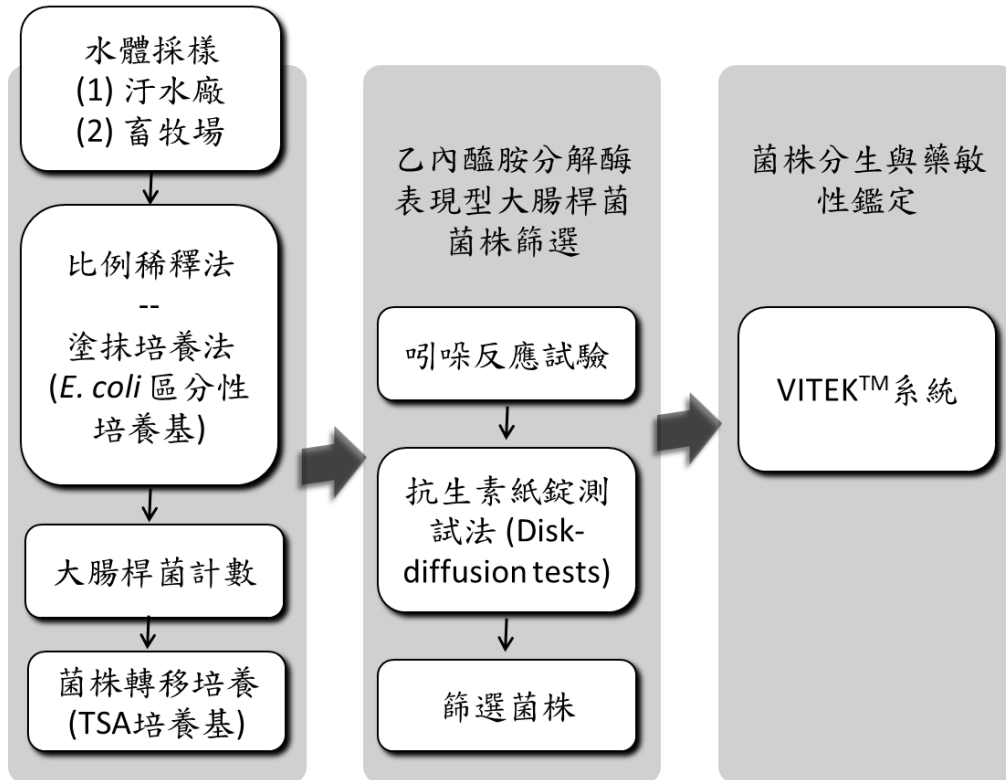 水體採樣
(1) 汙水廠
(2) 畜牧場
比例稀釋法
--
塗抹培養法
(E. coli 區分性
培養基)
大腸桿菌計數
菌株轉移培養
(TSA培養基)
乙內醯胺分解酶
表現型大腸桿菌
菌株篩選
吲哚反應試驗
抗生素紙錠測
試法 (Disk-
diffusion tests)
篩選菌株
菌株分生與藥敏
性鑑定
VITEK™系統